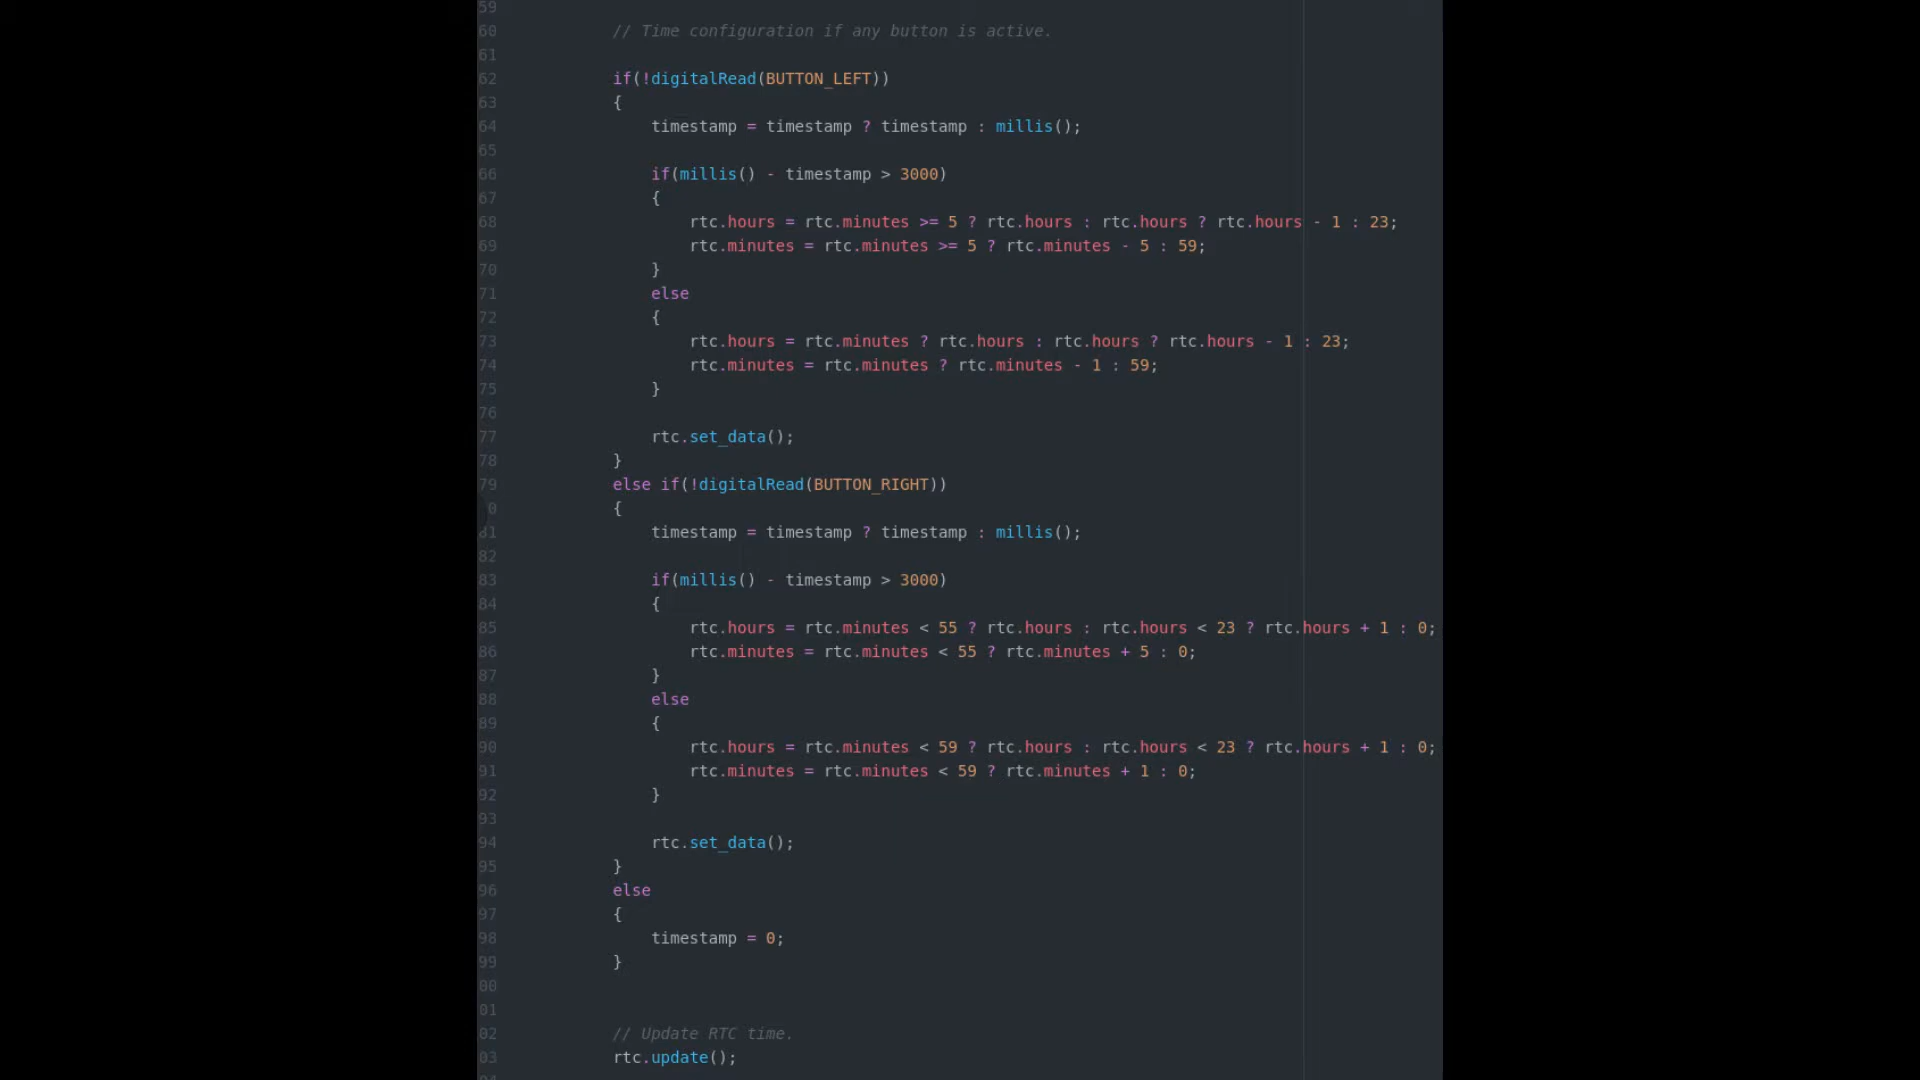 59
60 // Time configuration if any button is active.
61
62 if(!digitalRead(BUTTON_LEFT))
63 {
64 timestamp = timestamp ? timestamp : millis();
65
66 if(millis() - timestamp > 3000)
67 {
68 rtc.hours = rtc.minutes >= 5 ? rtc.hours : rtc.hours ? rtc.hours - 1 : 23;
69 rtc.minutes = rtc.minutes >= 5 ? rtc.minutes - 5 : 59;
70 }
71 else
72 {
73 rtc.hours = rtc.minutes ? rtc.hours : rtc.hours ? rtc.hours - 1 : 23;
74 rtc.minutes = rtc.minutes ? rtc.minutes - 1 : 59;
75 }
76
77 rtc.set_data();
78 }
79 else if(!digitalRead(BUTTON_RIGHT))
0 {
81 timestamp = timestamp ? timestamp : millis();
82
83 if(millis() - timestamp > 3000)
84 {
85 rtc.hours = rtc.minutes < 55 ? rtc.hours : rtc.hours < 23 ? rtc.hours + 1 : 0;
86 rtc.minutes = rtc.minutes < 55 ? rtc.minutes + 5 : 0;
87 }
88 else
89 {
90 rtc.hours = rtc.minutes < 59 ? rtc.hours : rtc.hours < 23 ? rtc.hours + 1 : 0;
91 rtc.minutes = rtc.minutes < 59 ? rtc.minutes + 1 : 0;
92 }
93
94 rtc.set_data();
95 }
96 else
97 {
98 timestamp = 0;
99 }
00
01
02 // Update RTC time.
03 rtc.update();